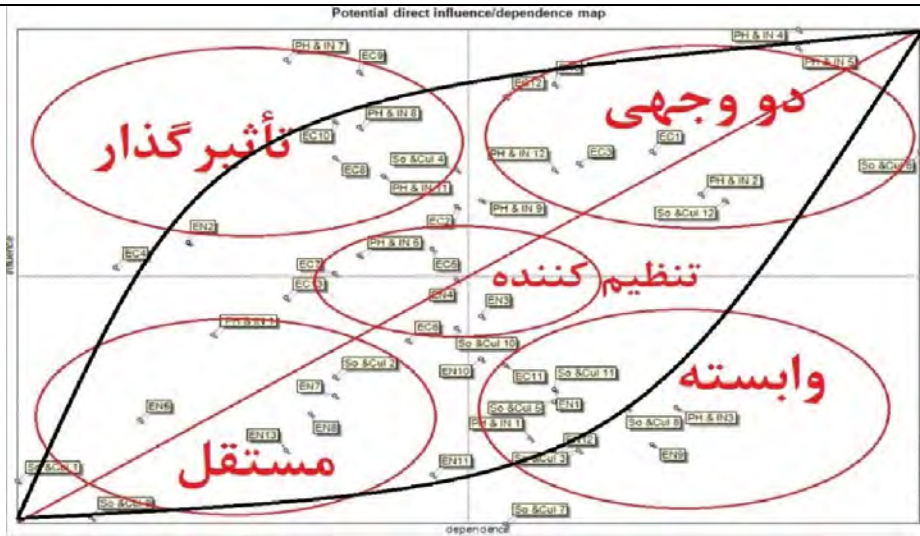 Potential direct influence/dependence map
PH & IN 4
PH & IN 7
EC9
PH & IN 5
EC12
دو وجهی
PH & IN 8
EC10
EC1
تأثیرگذار
So &Cul 4
PH & IN 12
EC3
EC8
PH & IN 11
PH & IN 2
PH & IN 9
So &Cul 12
EC2
EN2
PH & IN 6
EC4
EC7
EC5
تنظیم کننده
influence
EC13
EN4
EN3
PH & IN 1
EC6
So &Cul 10
So &Cul 2
EN10
EC11
So &Cul 11
وابسته
EN7
EN6
So &Cul 5
EN1
PH & IN3
EN8
PH & IN 1
So &Cul 8
EN13
EN12
So &Cul 3
EN9
مستقل
EN11
So &Cul 1
So &Cul 7
dependence